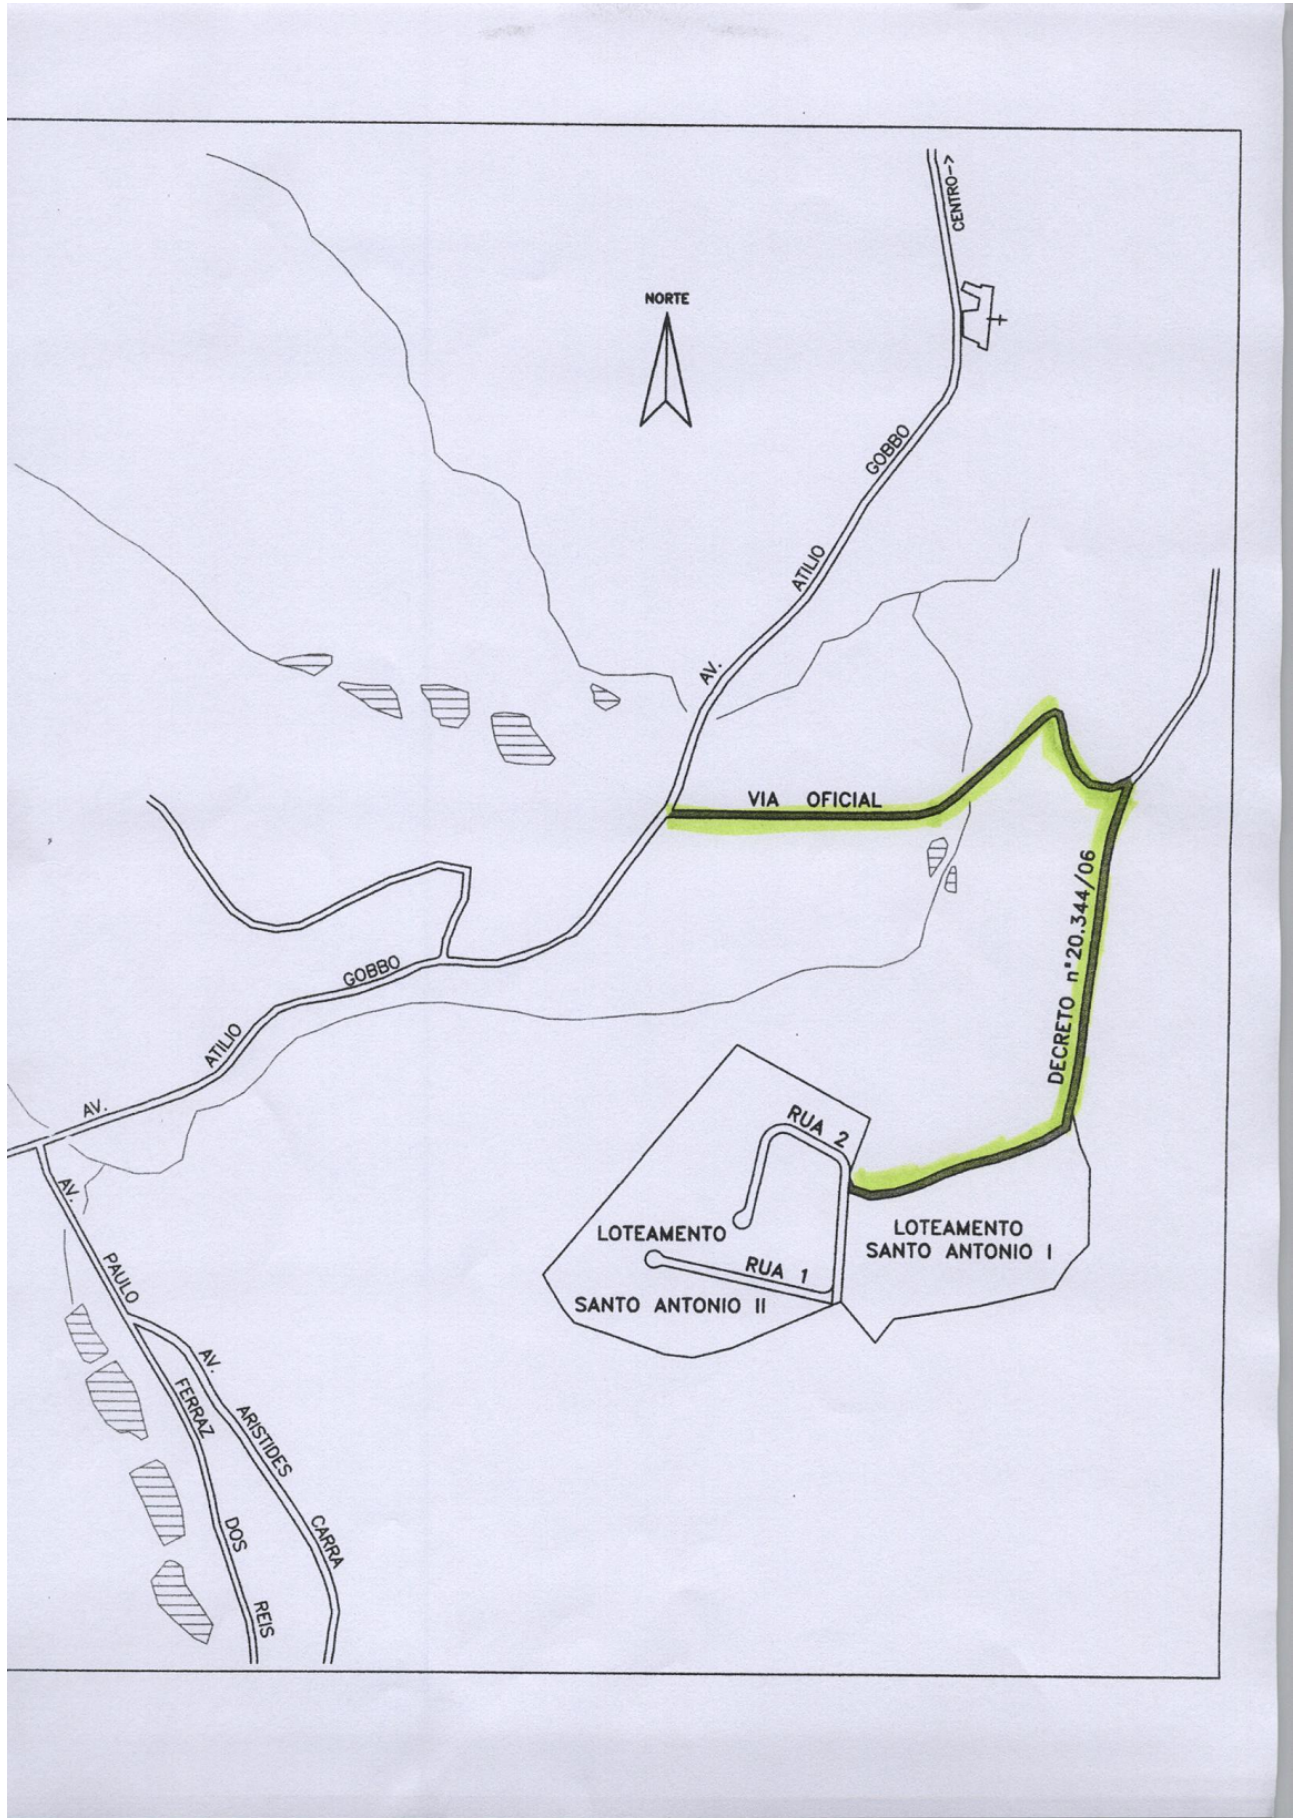 CENTRO->
NORTE
GOBBO
ATILIO
AV.
VIA OFICIAL
DECRETO n°20.344/06
GOBBO
ATILIO
AV.
RUA 2
LOTEAMENTO
RUA 1
SANTO ANTONIO II
LOTEAMENTO
SANTO ANTONIO I
AV.
PAULO
FERRAZ
DOS
REIS
AV.
ARISTIDES
CARRA